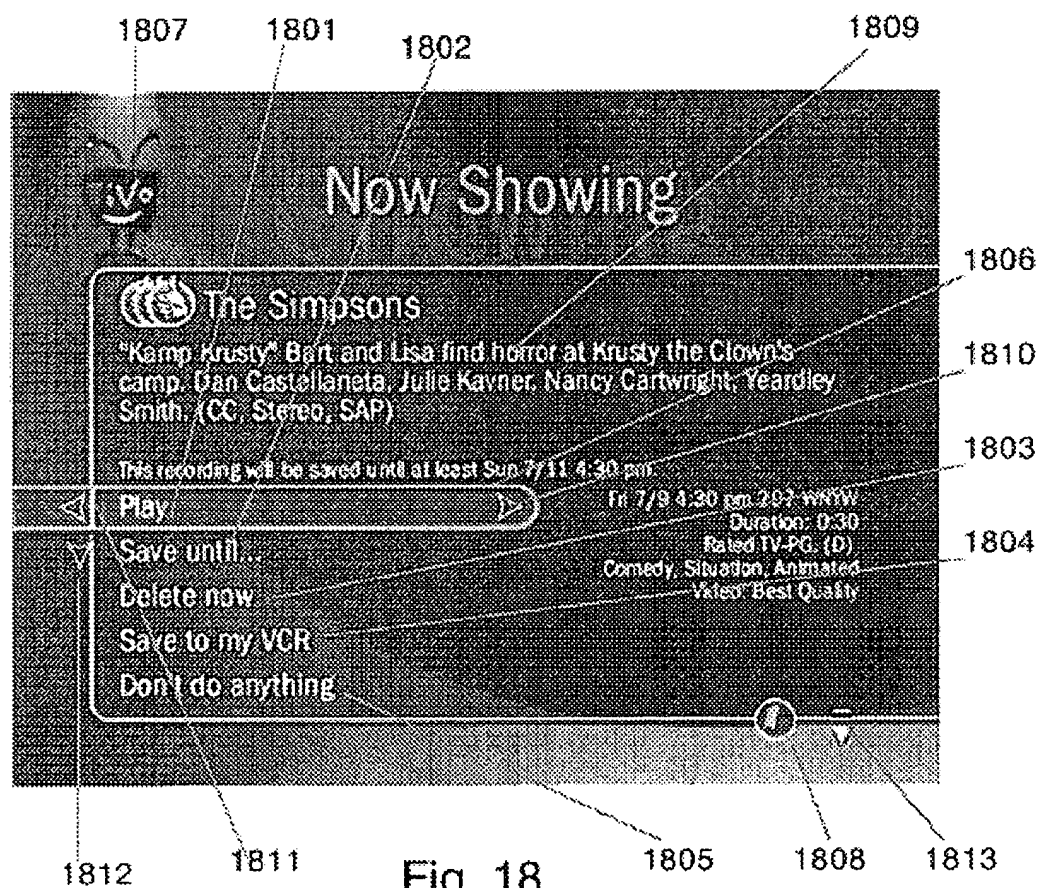 1807 1801 1802 1809
Now Showing
1806
The Simpsons
"Kamp Krusty" Bart and Lisa find horror at Krusty the Clown's
1810
camp. Dan Castellaneta, Julie Kavner, Nancy Cartwright, Yeardley
Smith. (CC, Stereo, SAP)
1803
This recording will be saved until at least Sun 7/11 4:30 pm
Play
Fri 7/9 4:30 pm 202 WNYW
Duration: 0:30
1804
Save until...
Rated TV-PG, (D)
Comedy, Situation, Animated
Delete now
Video: Best Quality
Save to my VCR
Don't do anything
1812 1811 1805 1808 1813
Fig. 18